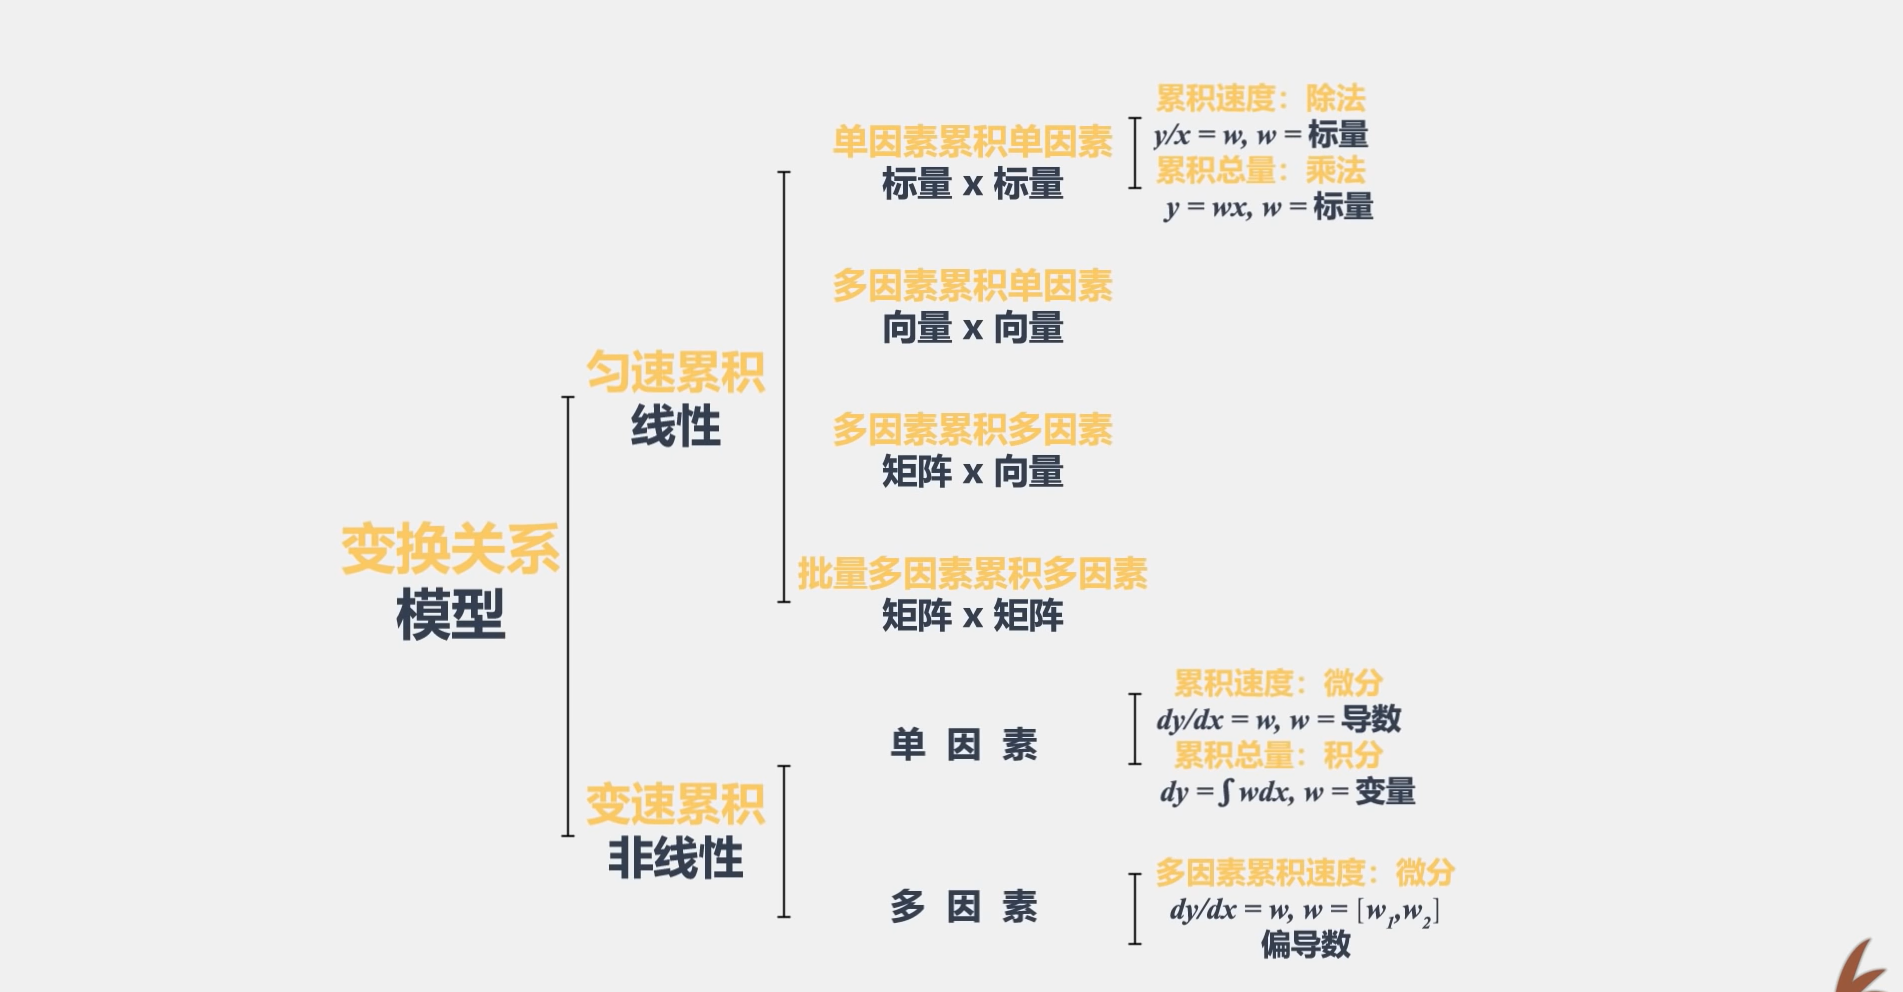 变换关系
模型
匀速累积
线性
单因素累积单因素
标量 x 标量
累积速度：除法
y/x = w, w = 标量
累积总量：乘法
y = wx, w = 标量
多因素累积单因素
向量 x 向量
多因素累积多因素
矩阵 x 向量
批量多因素累积多因素
矩阵 x 矩阵
变速累积
非线性
单 因 素
累积速度：微分
dy/dx = w, w = 导数
累积总量：积分
dy = ∫ wdx, w = 变量
多 因 素
多因素累积速度：微分
dy/dx = w, w = [w₁,w₂]
偏导数